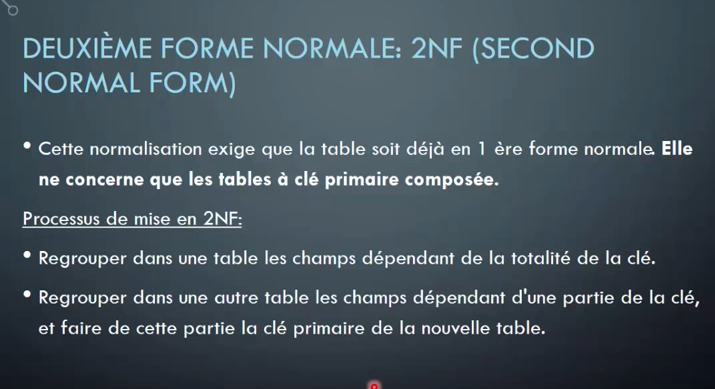 DEUXIÈME FORME NORMALE: 2NF (SECOND
NORMAL FORM)
• Cette normalisation exige que la table soit déjà en 1 ère forme normale. Elle
ne concerne que les tables à clé primaire composée.
Processus de mise en 2NF:
• Regrouper dans une table les champs dépendant de la totalité de la clé.
• Regrouper dans une autre table les champs dépendant d'une partie de la clé,
et faire de cette partie la clé primaire de la nouvelle table.